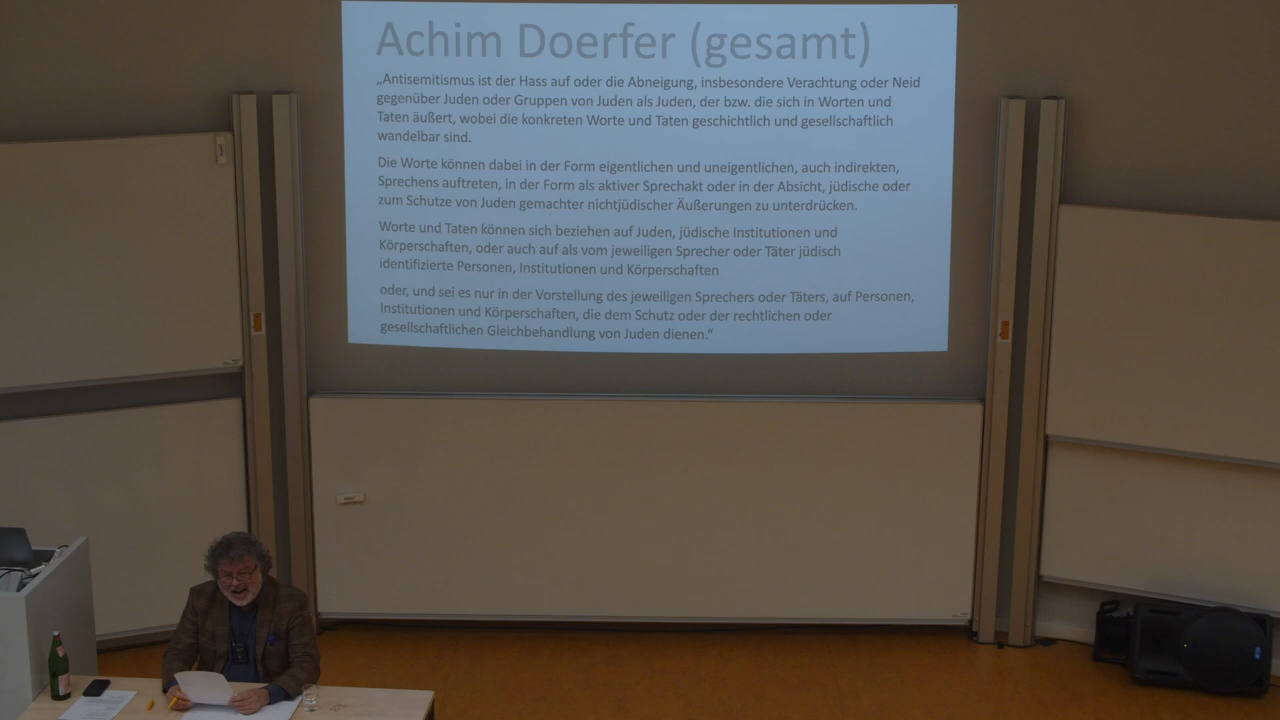 Achim Doerfer (gesamt)
„Antisemitismus ist der Hass auf oder die Abneigung, insbesondere Verachtung oder Neid
gegenüber Juden oder Gruppen von Juden als Juden, der bzw. die sich in Worten und
Taten äußert, wobei die konkreten Worte und Taten geschichtlich und gesellschaftlich
wandelbar sind.
Die Worte können dabei in der Form eigentlichen und uneigentlichen, auch indirekten,
Sprechens auftreten, in der Form als aktiver Sprechakt oder in der Absicht, jüdische oder
zum Schutze von Juden gemachter nichtjüdischer Äußerungen zu unterdrücken.
Worte und Taten können sich beziehen auf Juden, jüdische Institutionen und
Körperschaften, oder auch auf als vom jeweiligen Sprecher oder Täter jüdisch
identifizierte Personen, Institutionen und Körperschaften
oder, und sei es nur in der Vorstellung des jeweiligen Sprechers oder Täters, auf Personen,
Institutionen und Körperschaften, die dem Schutz oder der rechtlichen oder
gesellschaftlichen Gleichbehandlung von Juden dienen.“